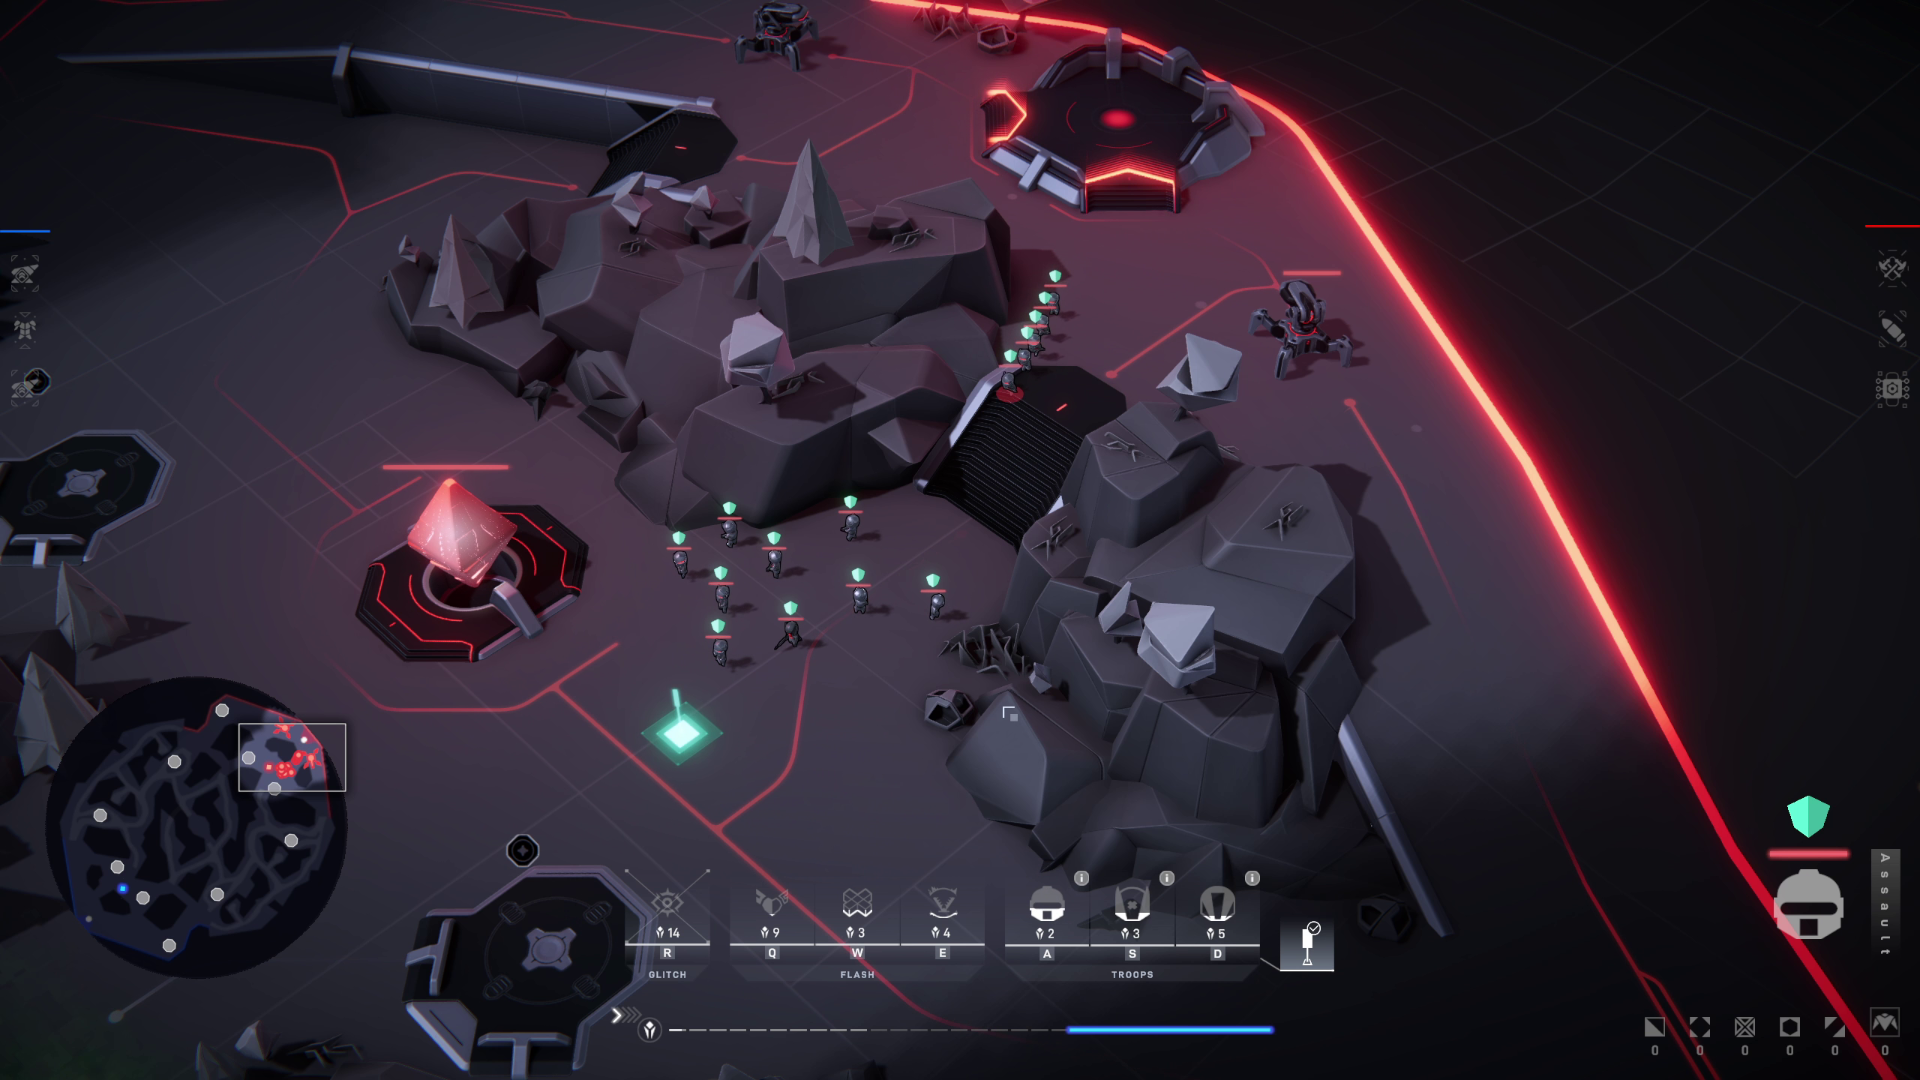 14 9 3 4 2 3 5
R Q W E A S D
GLITCH FLASH TROOPS
Assault
0 0 0 0 0 0